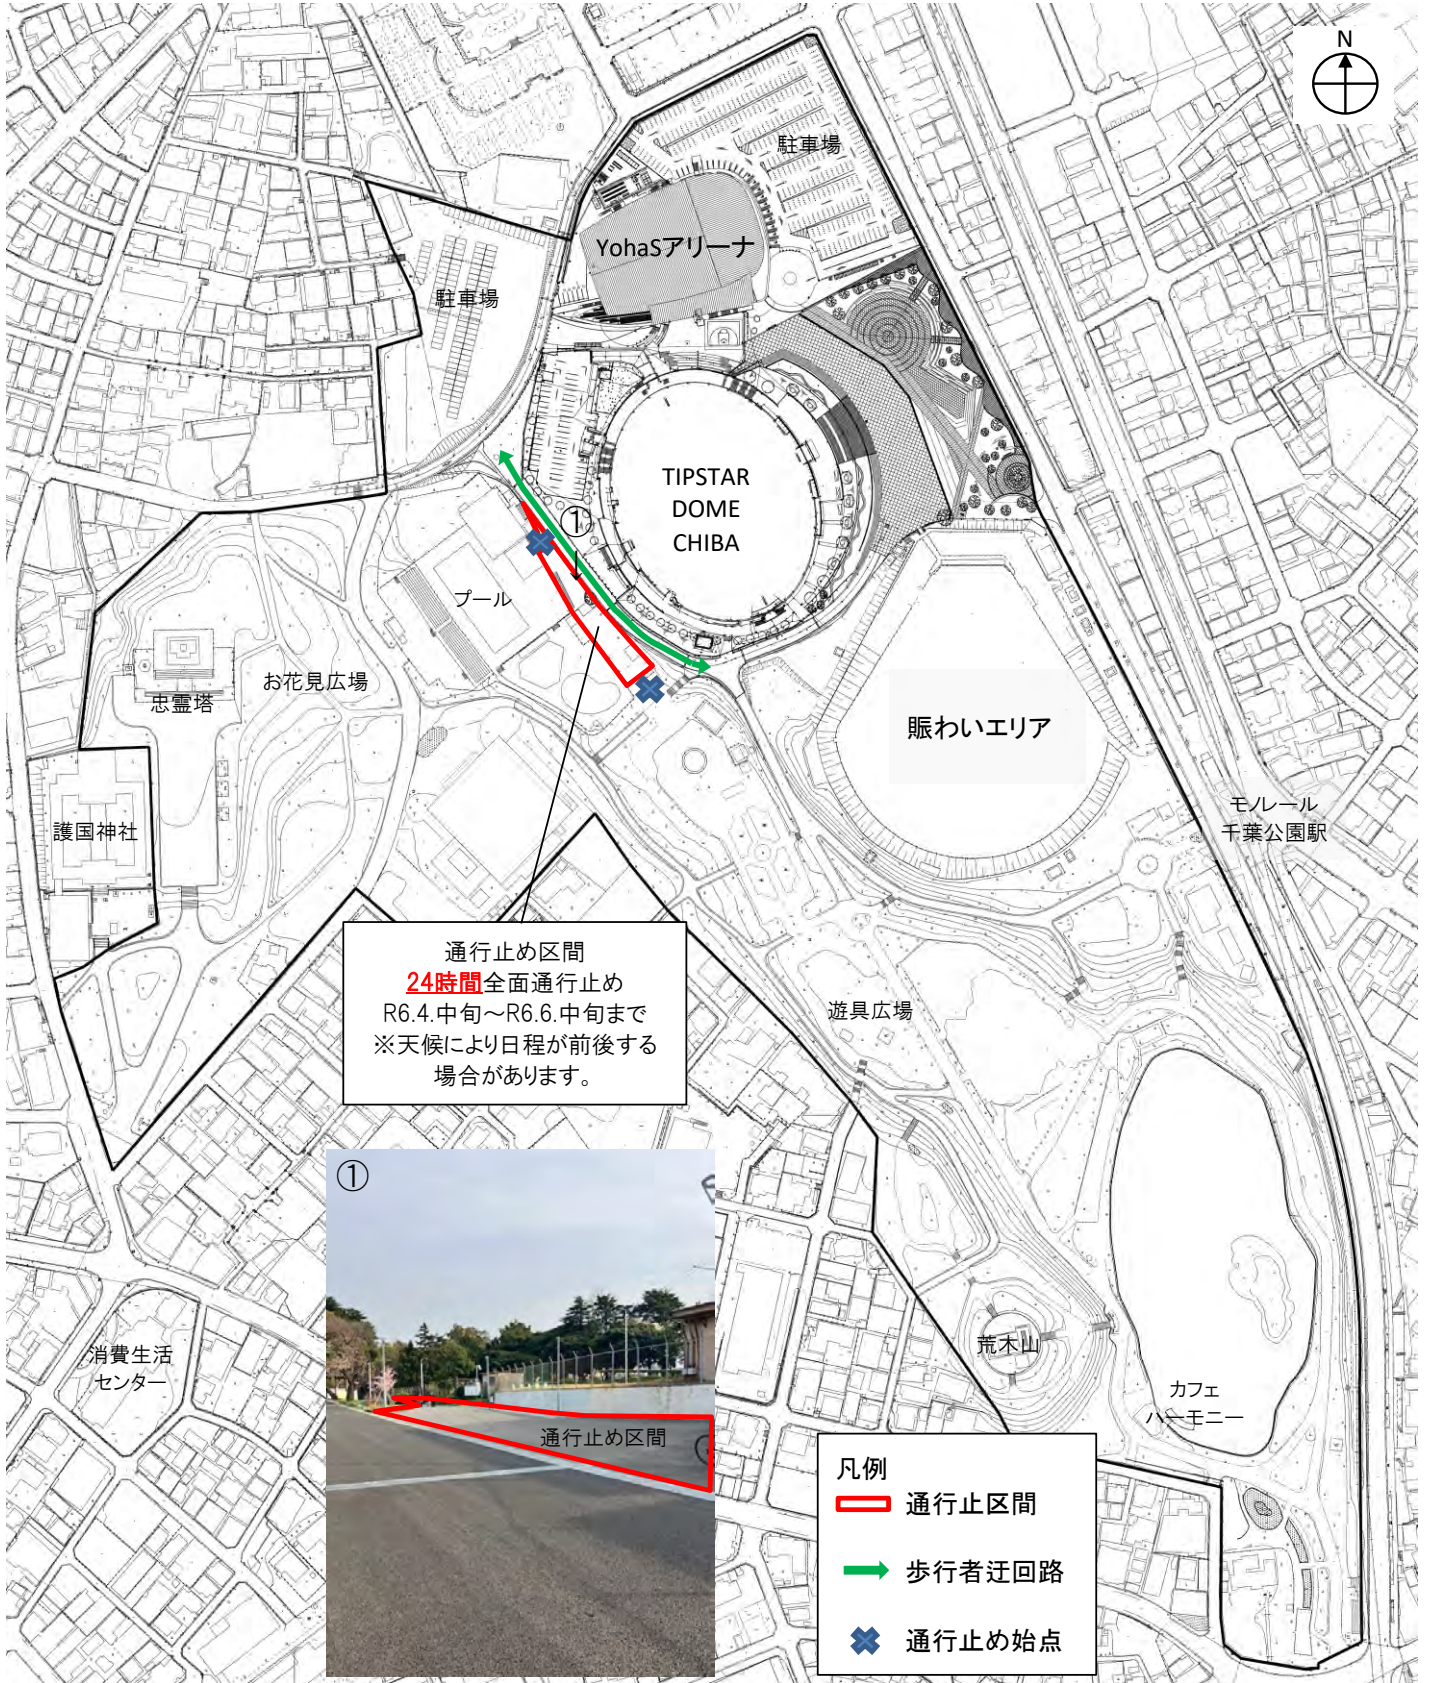 N
駐車場
YohaSアリーナ
駐車場
TIPSTAR
DOME
CHIBA
①
プール
お花見広場
忠霊塔
賑わいエリア
モノレール
千葉公園駅
護国神社
通行止め区間
24時間全面通行止め
R6.4.中旬～R6.6.中旬まで
※天候により日程が前後する
場合があります。
遊具広場
①
通行止め区間
消費生活
センター
荒木山
カフェ
ハーモニー
凡例
通行止区間
歩行者迂回路
通行止め始点